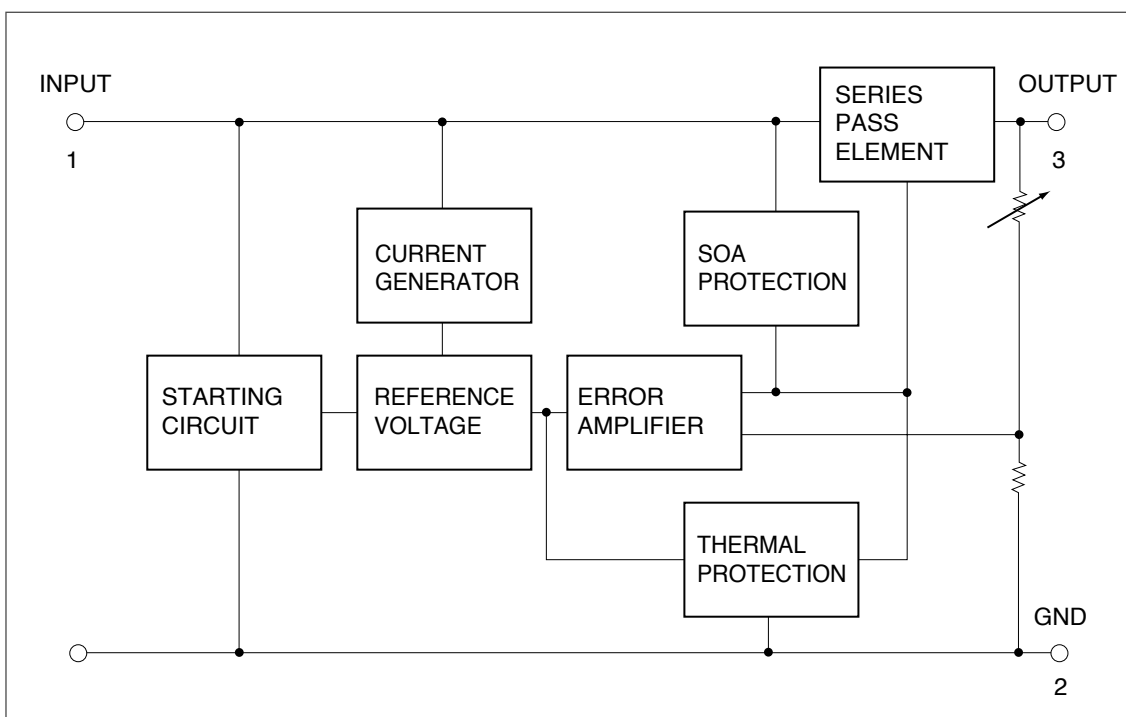 INPUT
1
SERIES
PASS
ELEMENT
OUTPUT
3
CURRENT
GENERATOR
SOA
PROTECTION
STARTING
CIRCUIT
REFERENCE
VOLTAGE
ERROR
AMPLIFIER
THERMAL
PROTECTION
GND
2